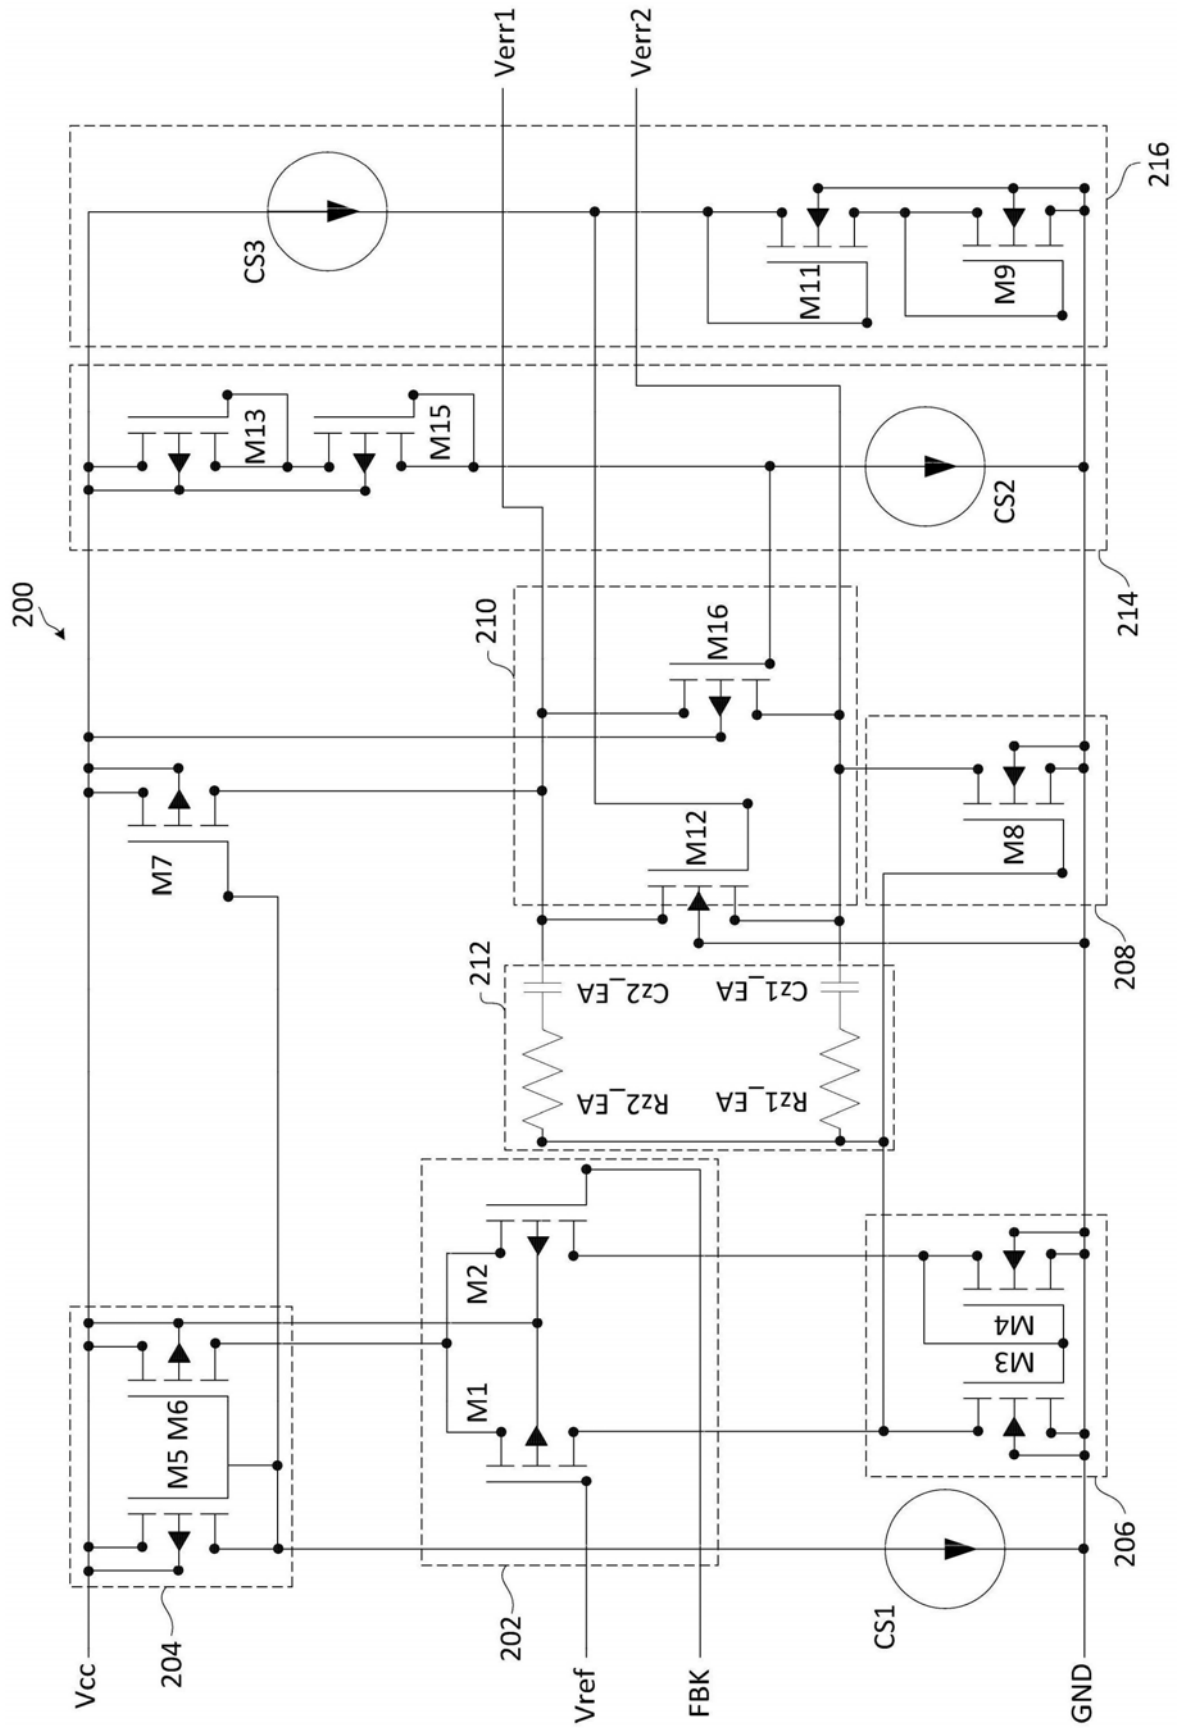 200
Vcc
204
M5
M6
M7
M13
M15
CS3
Verr1
Verr2
202
Vref
FBK
M1
M2
212
Rz2_EA
Cz2_EA
Rz1_EA
Cz1_EA
210
M12
M16
M11
M9
216
CS1
GND
206
M3
M4
208
M8
CS2
214